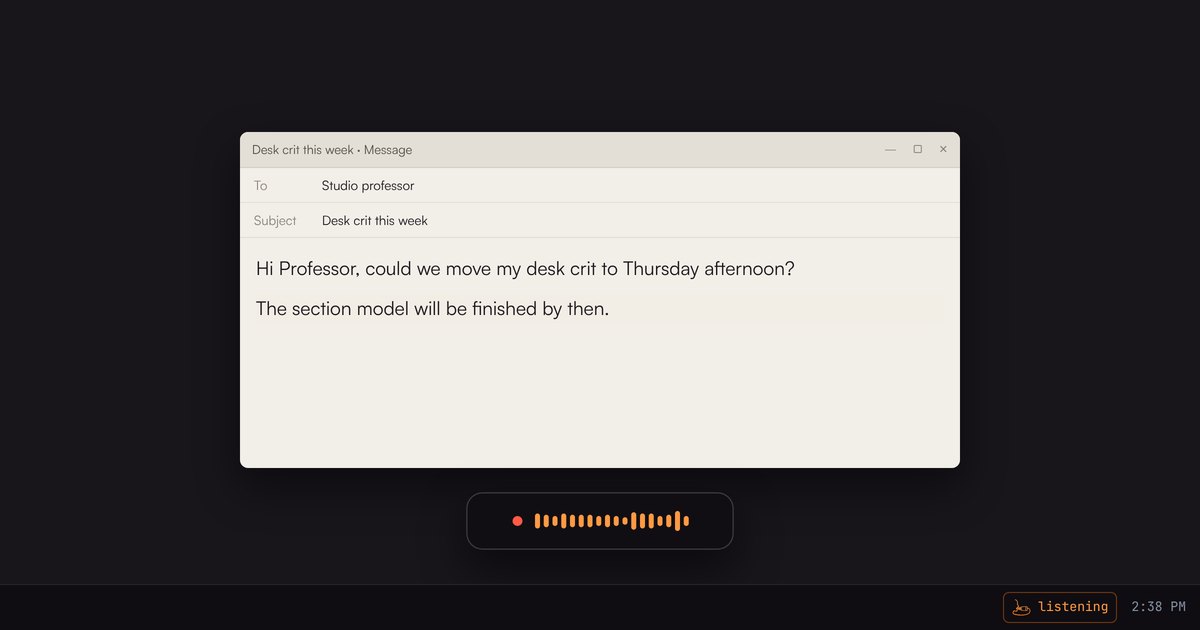 Desk crit this week · Message
To Studio professor
Subject Desk crit this week
Hi Professor, could we move my desk crit to Thursday afternoon?
The section model will be finished by then.
listening 2:38 PM